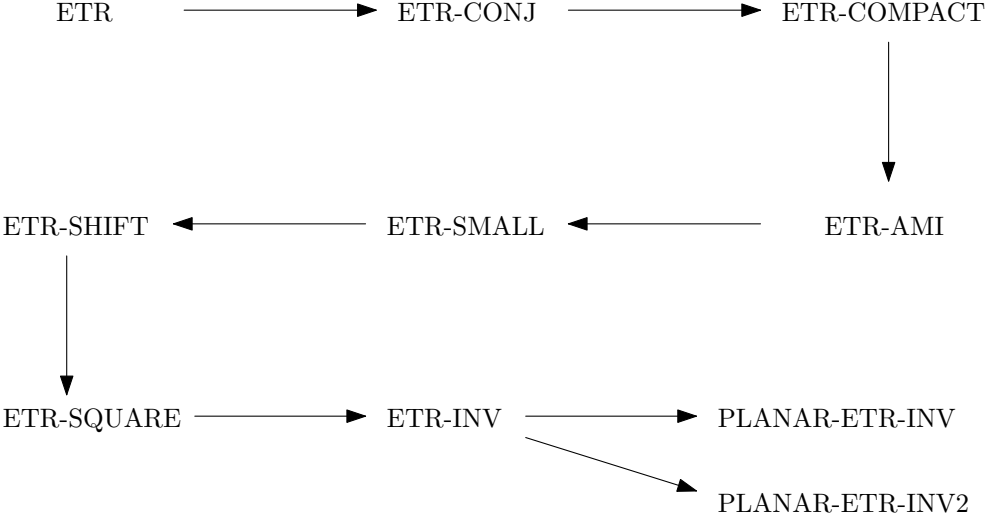 ETR ETR-CONJ ETR-COMPACT
ETR-SHIFT ETR-SMALL ETR-AMI
ETR-SQUARE ETR-INV PLANAR-ETR-INV
PLANAR-ETR-INV2